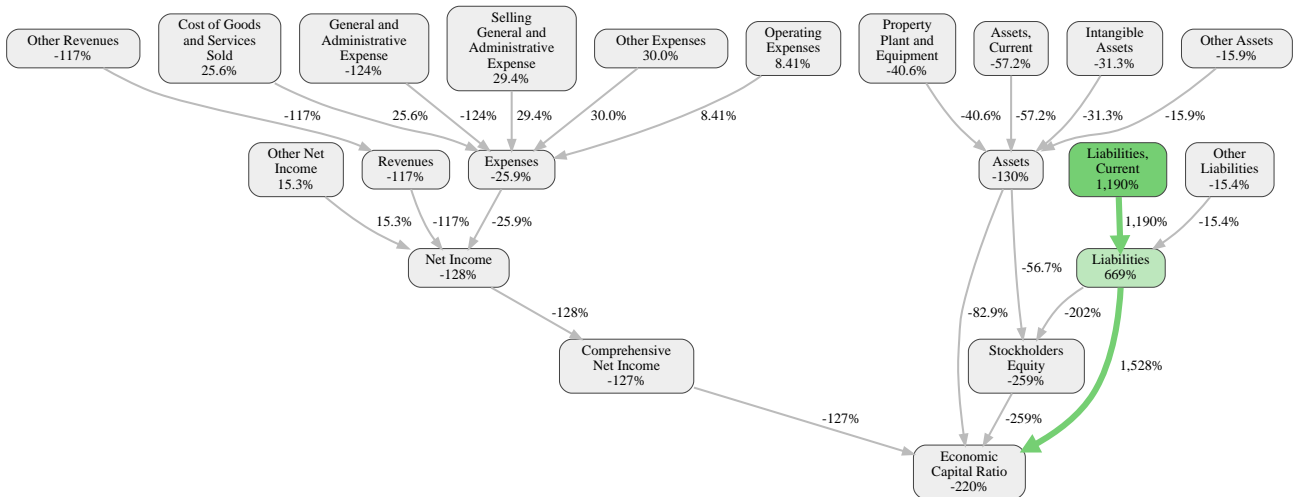 Other Revenues
-117%
Cost of Goods
and Services
Sold
25.6%
General and
Administrative
Expense
-124%
Selling
General and
Administrative
Expense
29.4%
Other Expenses
30.0%
Operating
Expenses
8.41%
Property
Plant and
Equipment
-40.6%
Assets,
Current
-57.2%
Intangible
Assets
-31.3%
Other Assets
-15.9%
-117%
25.6%
-124%
29.4%
30.0%
8.41%
-40.6%
-57.2%
-31.3%
-15.9%
Other Net
Income
15.3%
Revenues
-117%
Expenses
-25.9%
Assets
-130%
Liabilities,
Current
1,190%
Other
Liabilities
-15.4%
15.3%
-117%
-25.9%
1,190%
-15.4%
Net Income
-128%
-56.7%
Liabilities
669%
-128%
-82.9%
-202%
Comprehensive
Net Income
-127%
Stockholders
Equity
-259%
1,528%
-127%
-259%
Economic
Capital Ratio
-220%